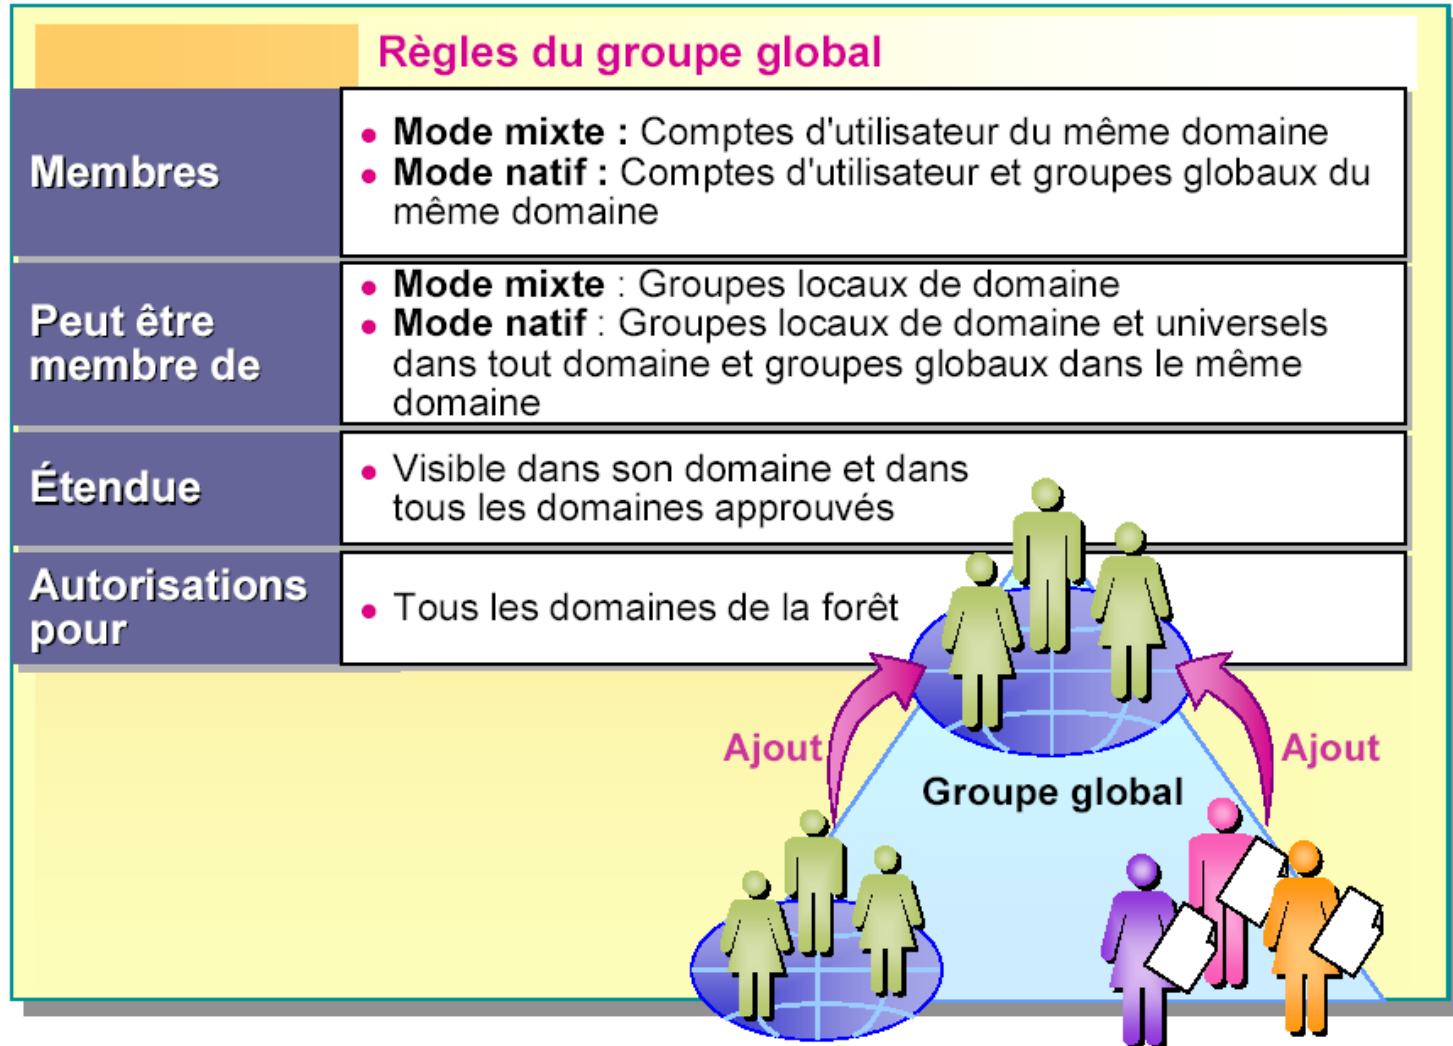 Règles du groupe global
Membres
• Mode mixte : Comptes d'utilisateur du même domaine
• Mode natif : Comptes d'utilisateur et groupes globaux du
même domaine
Peut être
membre de
• Mode mixte : Groupes locaux de domaine
• Mode natif : Groupes locaux de domaine et universels
dans tout domaine et groupes globaux dans le même
domaine
Étendue
• Visible dans son domaine et dans
tous les domaines approuvés
Autorisations
pour
• Tous les domaines de la forêt
Ajout
Ajout
Groupe global